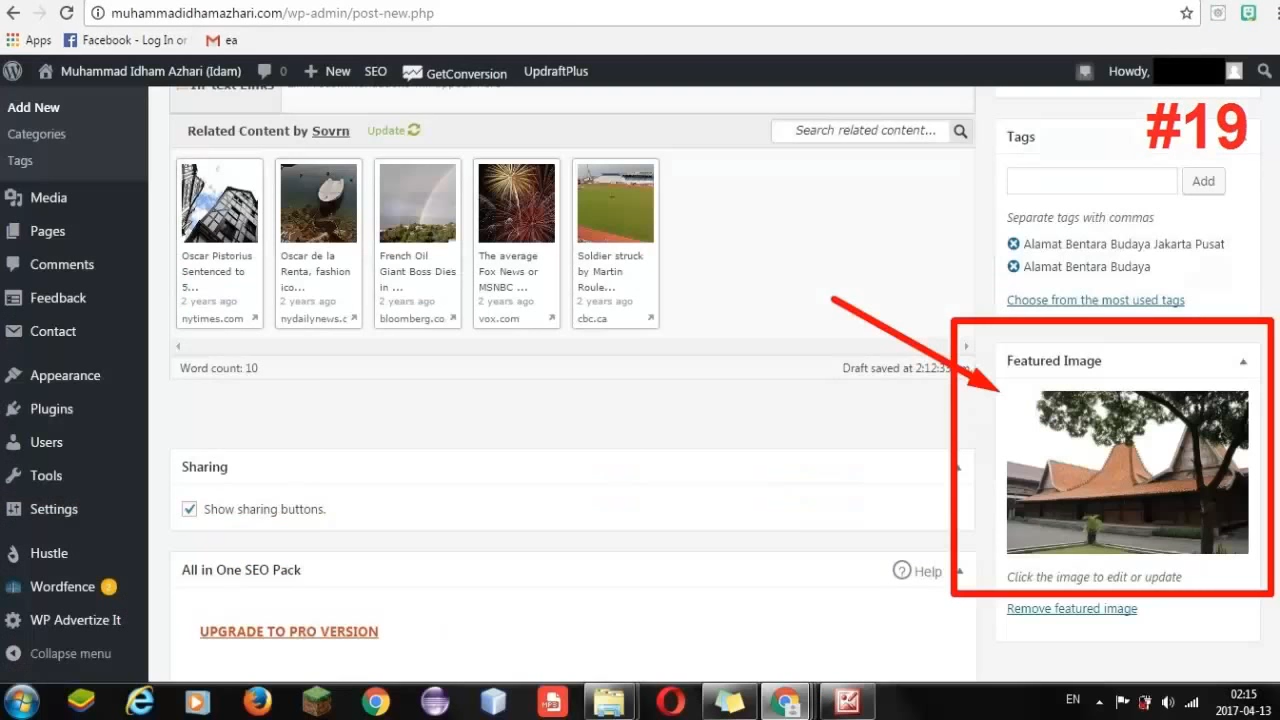 muhammadidhamazhari.com/wp-admin/post-new.php
Apps Facebook - Log In or ea
Muhammad Idham Azhari (Idam) 0 New SEO GetConversion UpdraftPlus Howdy,
Add New
Categories
Tags
Media
Pages
Comments
Feedback
Contact
Appearance
Plugins
Users
Tools
Settings
Hustle
Wordfence 2
WP Advertize It
Collapse menu
In-text Links
Related Content by Sovrn Update Search related content...
Oscar Pistorius
Sentenced to
5...
2 years ago
nytimes.com
Oscar de la
Renta, fashion
ico...
2 years ago
nydailynews.c
French Oil
Giant Boss Dies
in ...
2 years ago
bloomberg.co
The average
Fox News or
MSNBC ...
2 years ago
vox.com
Soldier struck
by Martin
Roule...
2 years ago
cbc.ca
Word count: 10 Draft saved at 2:12:3
Sharing
Show sharing buttons.
All in One SEO Pack Help
UPGRADE TO PRO VERSION
#19
Tags
Add
Separate tags with commas
Alamat Bentara Budaya Jakarta Pusat
Alamat Bentara Budaya
Choose from the most used tags
Featured Image
Click the image to edit or update
Remove featured image
EN 02:15
2017-04-13